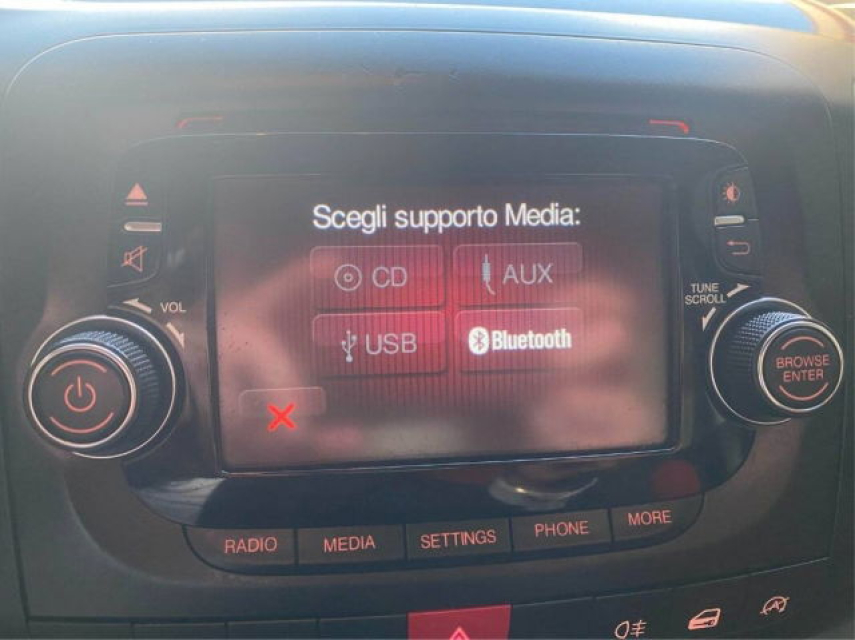 Scegli supporto Media:
CD
AUX
USB
Bluetooth
VOL
TUNE
SCROLL
BROWSE
ENTER
RADIO
MEDIA
SETTINGS
PHONE
MORE
A